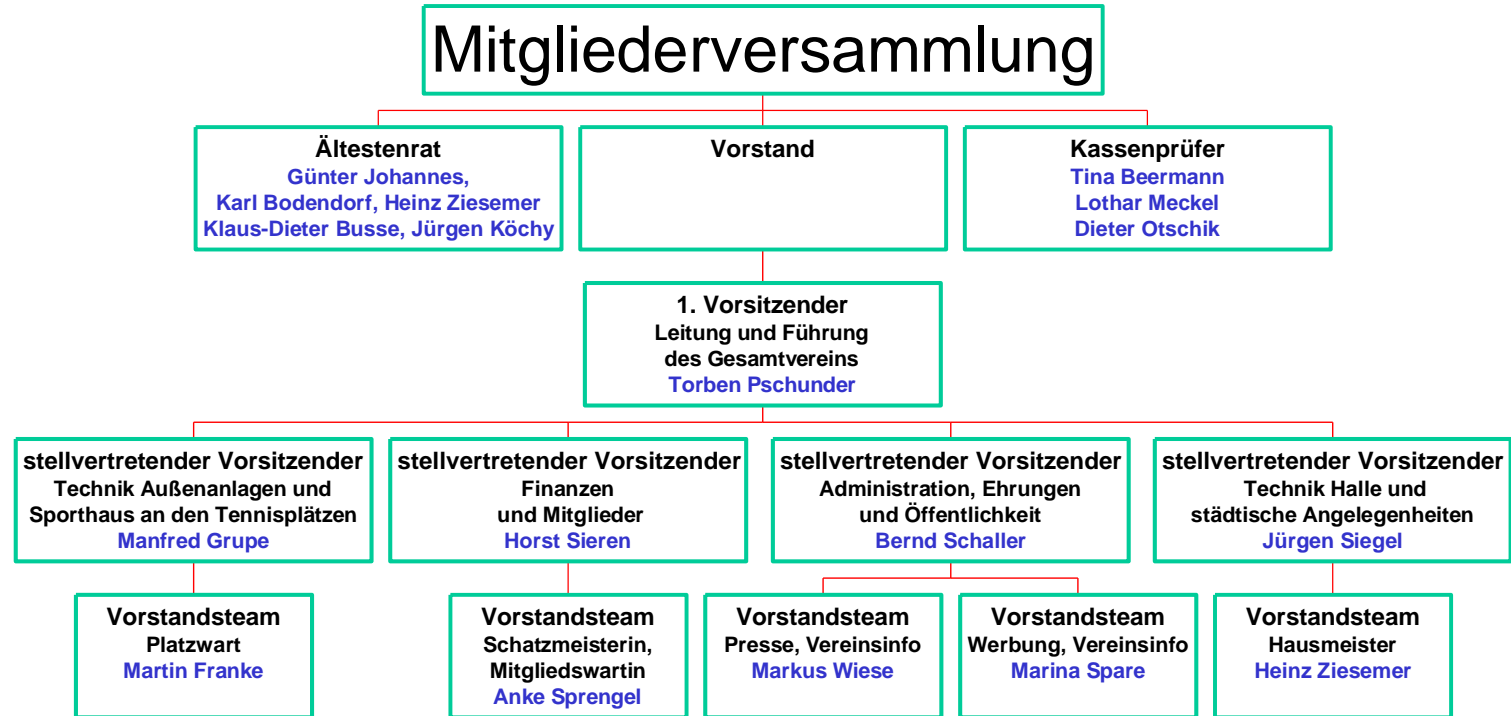 Mitgliederversammlung
Ältestenrat
Günter Johannes,
Karl Bodendorf, Heinz Ziesemer
Klaus-Dieter Busse, Jürgen Köchy
Vorstand
Kassenprüfer
Tina Beermann
Lothar Meckel
Dieter Otschik
1. Vorsitzender
Leitung und Führung
des Gesamtvereins
Torben Pschunder
stellvertretender Vorsitzender
Technik Außenanlagen und
Sporthaus an den Tennisplätzen
Manfred Grupe
stellvertretender Vorsitzender
Finanzen
und Mitglieder
Horst Sieren
stellvertretender Vorsitzender
Administration, Ehrungen
und Öffentlichkeit
Bernd Schaller
stellvertretender Vorsitzender
Technik Halle und
städtische Angelegenheiten
Jürgen Siegel
Vorstandsteam
Platzwart
Martin Franke
Vorstandsteam
Schatzmeisterin,
Mitgliedswartin
Anke Sprengel
Vorstandsteam
Presse, Vereinsinfo
Markus Wiese
Vorstandsteam
Werbung, Vereinsinfo
Marina Spare
Vorstandsteam
Hausmeister
Heinz Ziesemer